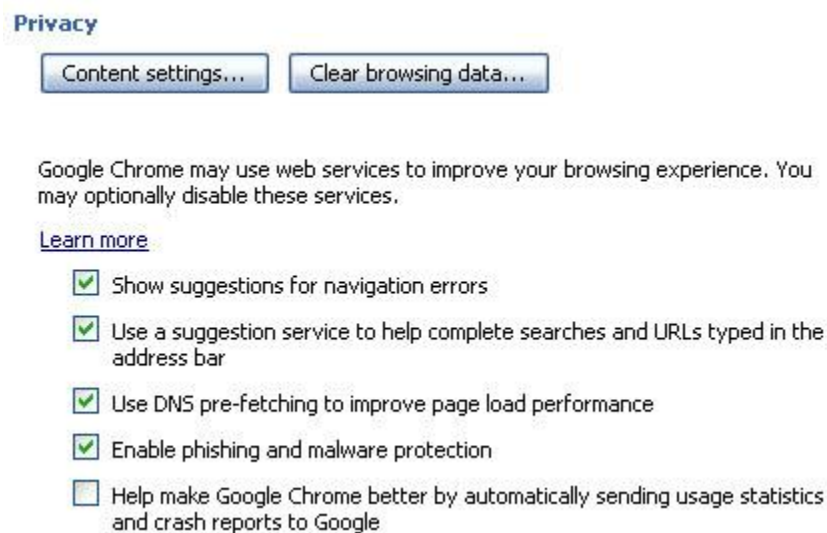 Privacy
Content settings...
Clear browsing data...
Google Chrome may use web services to improve your browsing experience. You
may optionally disable these services.
Learn more
Show suggestions for navigation errors
Use a suggestion service to help complete searches and URLs typed in the
address bar
Use DNS pre-fetching to improve page load performance
Enable phishing and malware protection
Help make Google Chrome better by automatically sending usage statistics
and crash reports to Google